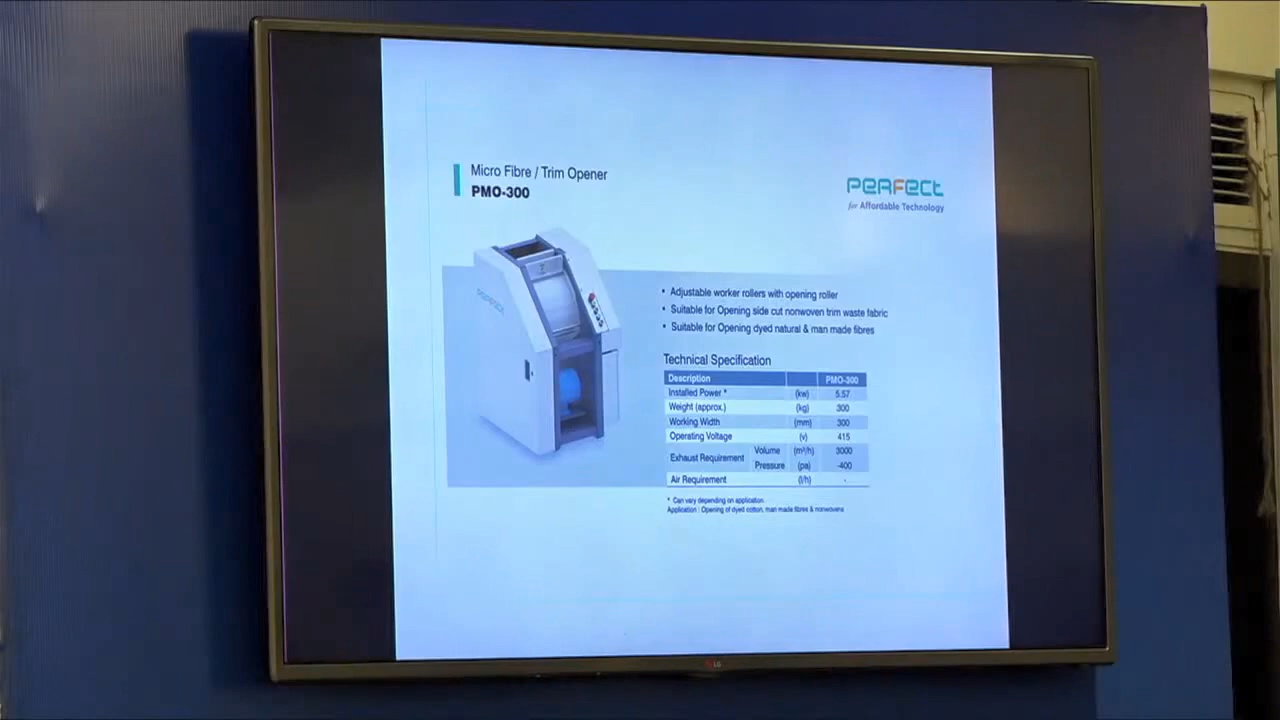 Micro Fibre / Trim Opener
PMO-300
PERFECT
for Affordable Technology
PERFECT
• Adjustable worker rollers with opening roller
• Suitable for Opening side cut nonwoven trim waste fabric
• Suitable for Opening dyed natural & man made fibres
Technical Specification
Description PMO-300
Installed Power * (kw) 5.57
Weight (approx.) (kg) 300
Working Width (mm) 300
Operating Voltage (v) 415
Exhaust Requirement Volume (m³/h) 3000
Pressure (pa) -400
Air Requirement (l/h) -
* Can vary depending on application.
Application : Opening of dyed cotton, man made fibres & nonwovens
LG